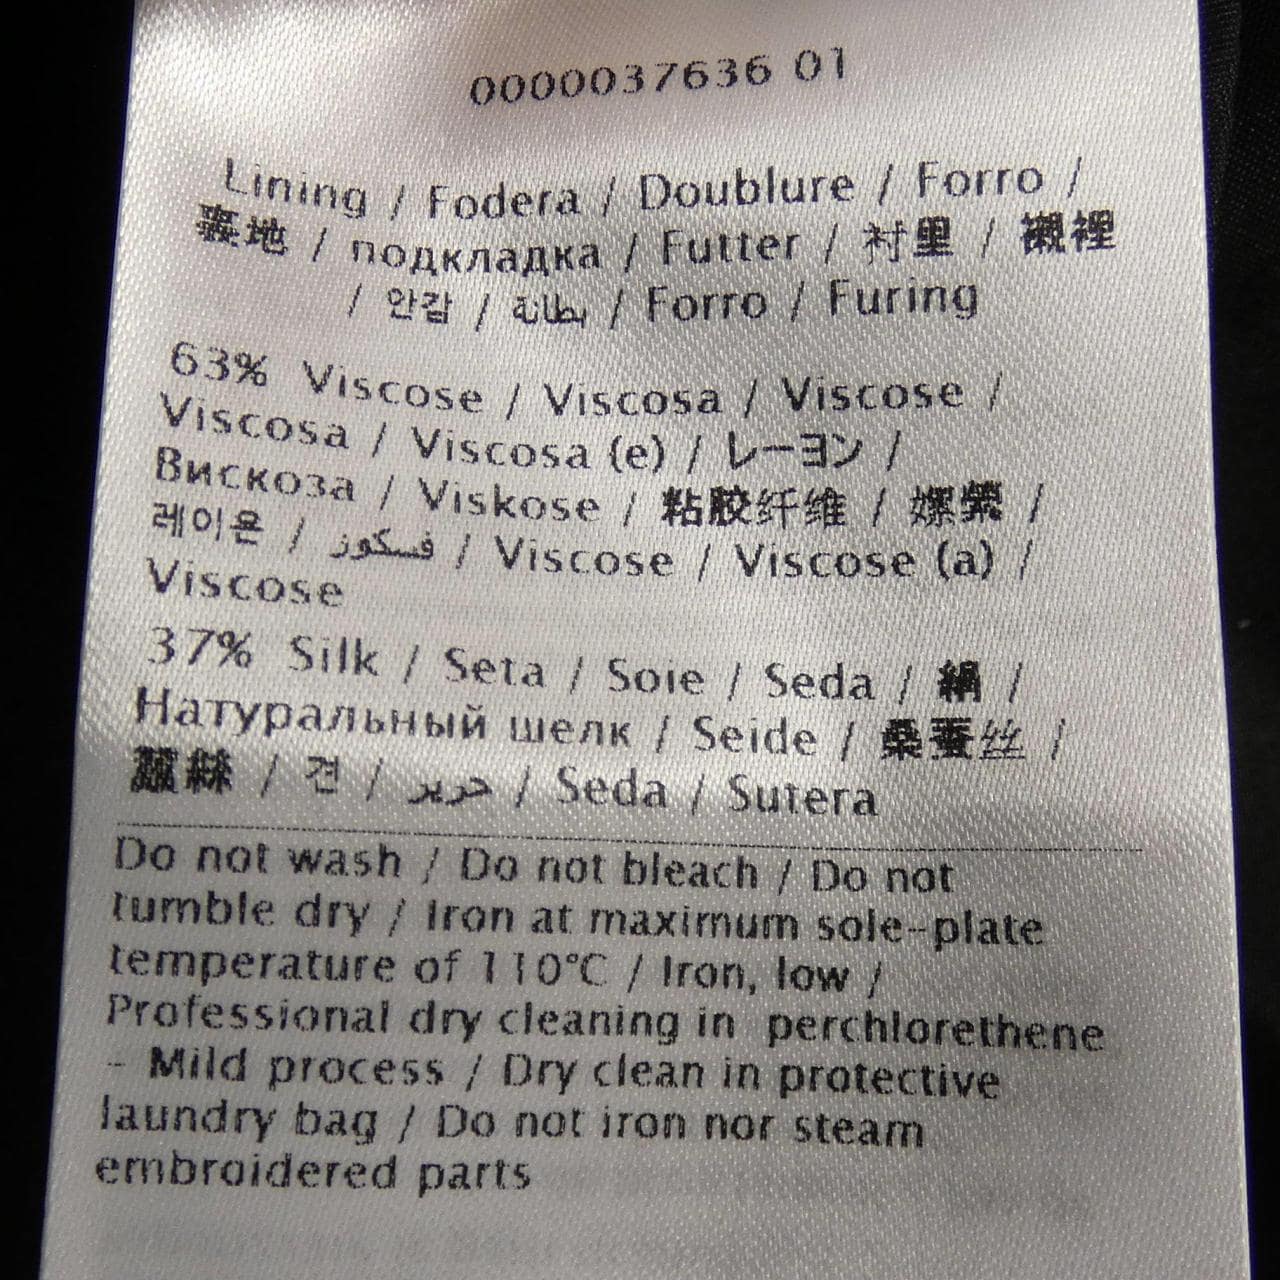 0000037636 01
Lining / Fodera / Doublure / Forro /
裏地 / подкладка / Futter / 衬里 / 襯裡
/ 안감 / بطانة / Forro / Furing
63% Viscose / Viscosa / Viscose /
Viscosa / Viscosa (e) / レーヨン /
Вискоза / Viskose / 粘胶纤维 / 嫘縈 /
레이온 / فسكوز / Viscose / Viscose (a) /
Viscose
37% Silk / Seta / Soie / Seda / 絹 /
Натуральный шелк / Seide / 桑蚕丝 /
蠶絲 / 견 / حرير / Seda / Sutera
Do not wash / Do not bleach / Do not
tumble dry / Iron at maximum sole-plate
temperature of 110°C / Iron, low /
Professional dry cleaning in perchlorethene
- Mild process / Dry clean in protective
laundry bag / Do not iron nor steam
embroidered parts